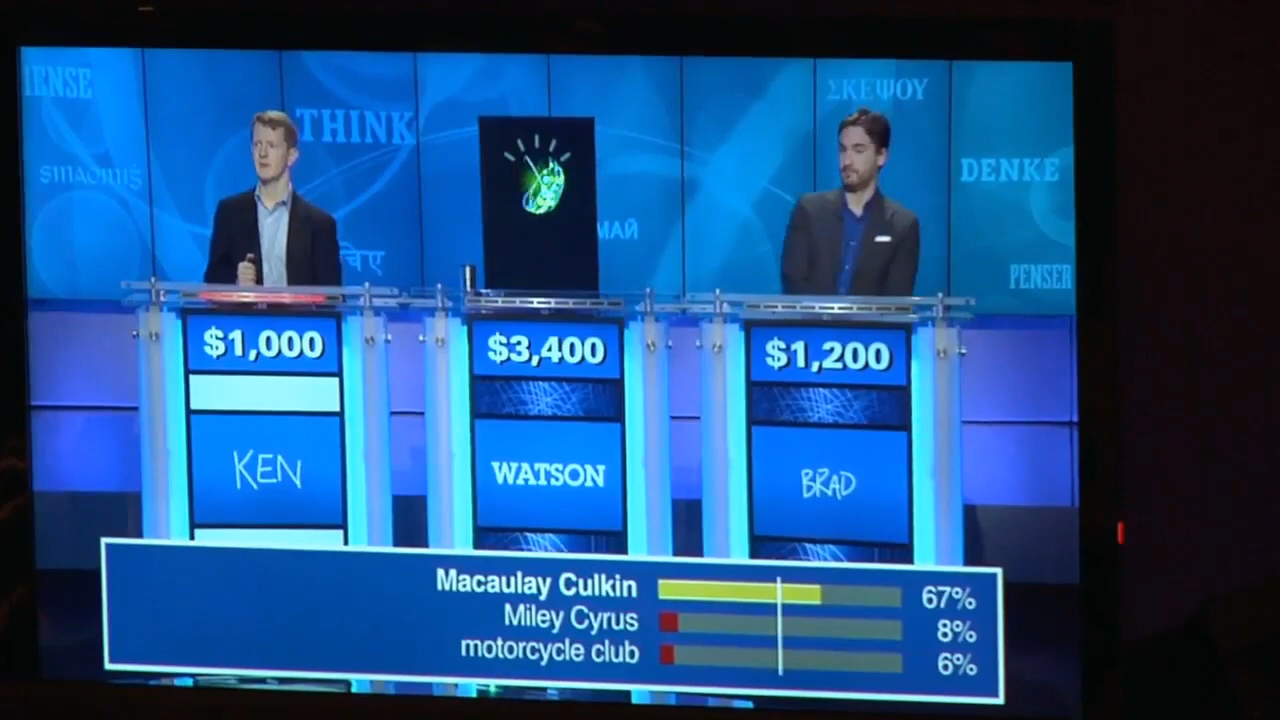 IENSE
THINK
ΣΚΕΨΟΥ
smaoiniś
DENKE
МАЙ
चिए
PENSER
$1,000
$3,400
$1,200
KEN
WATSON
BRAD
Macaulay Culkin 67%
Miley Cyrus 8%
motorcycle club 6%